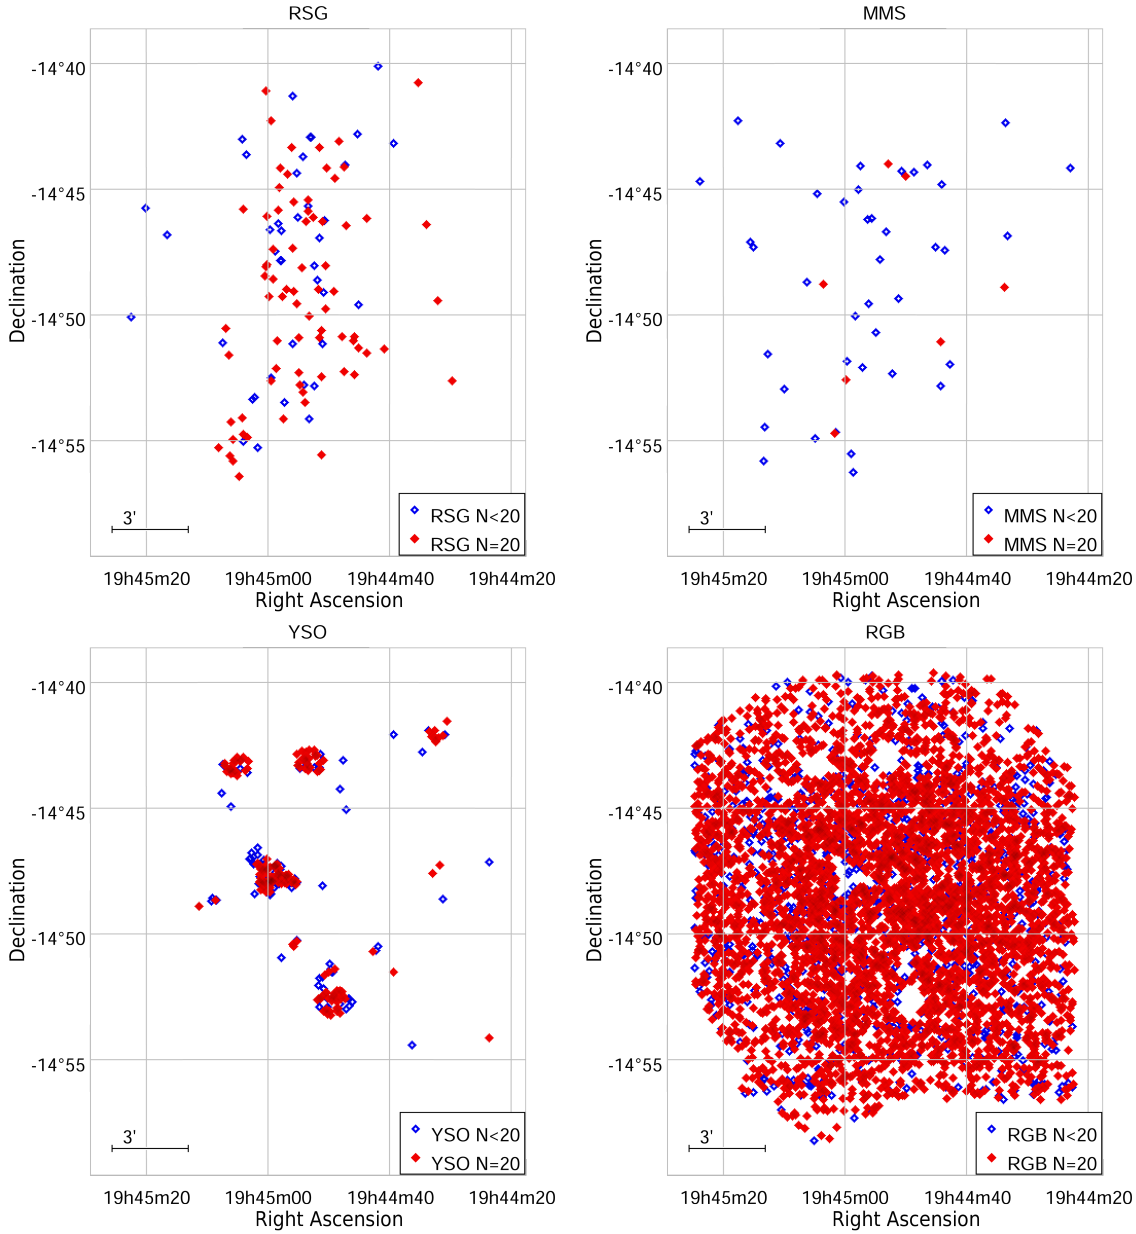 RSG
-14°40
-14°45
-14°50
-14°55
Declination
3'
RSG N<20
RSG N=20
19h45m20 19h45m00 19h44m40 19h44m20
Right Ascension
MMS
-14°40
-14°45
-14°50
-14°55
Declination
3'
MMS N<20
MMS N=20
19h45m20 19h45m00 19h44m40 19h44m20
Right Ascension
YSO
-14°40
-14°45
-14°50
-14°55
Declination
3'
YSO N<20
YSO N=20
19h45m20 19h45m00 19h44m40 19h44m20
Right Ascension
RGB
-14°40
-14°45
-14°50
-14°55
Declination
3'
RGB N<20
RGB N=20
19h45m20 19h45m00 19h44m40 19h44m20
Right Ascension